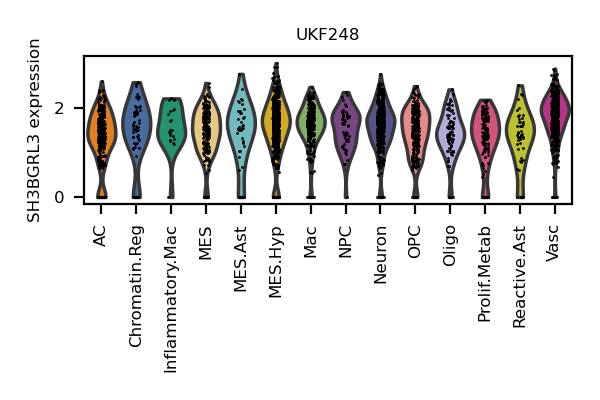 UKF248
SH3BGRL3 expression
2
0
AC
Chromatin.Reg
Inflammatory.Mac
MES
MES.Ast
MES.Hyp
Mac
NPC
Neuron
OPC
Oligo
Prolif.Metab
Reactive.Ast
Vasc